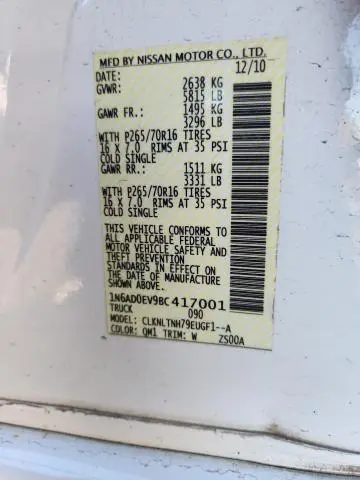 MFD BY NISSAN MOTOR CO., LTD.
DATE: 12/10
GVWR: 2638 KG
5815 LB
GAWR FR.: 1495 KG
3296 LB
WITH P265/70R16 TIRES
16 X 7.0 RIMS AT 35 PSI
COLD SINGLE
GAWR RR.: 1511 KG
3331 LB
WITH P265/70R16 TIRES
16 X 7.0 RIMS AT 35 PSI
COLD SINGLE
THIS VEHICLE CONFORMS TO
ALL APPLICABLE FEDERAL
MOTOR VEHICLE SAFETY AND
THEFT PREVENTION
STANDARDS IN EFFECT ON
THE DATE OF MANUFACTURE
SHOWN ABOVE
1N6AD0EV9BC417001
TRUCK 090
MODEL: CLKNLTNH79EUGF1--A
COLOR: QM1 TRIM: W ZS00A